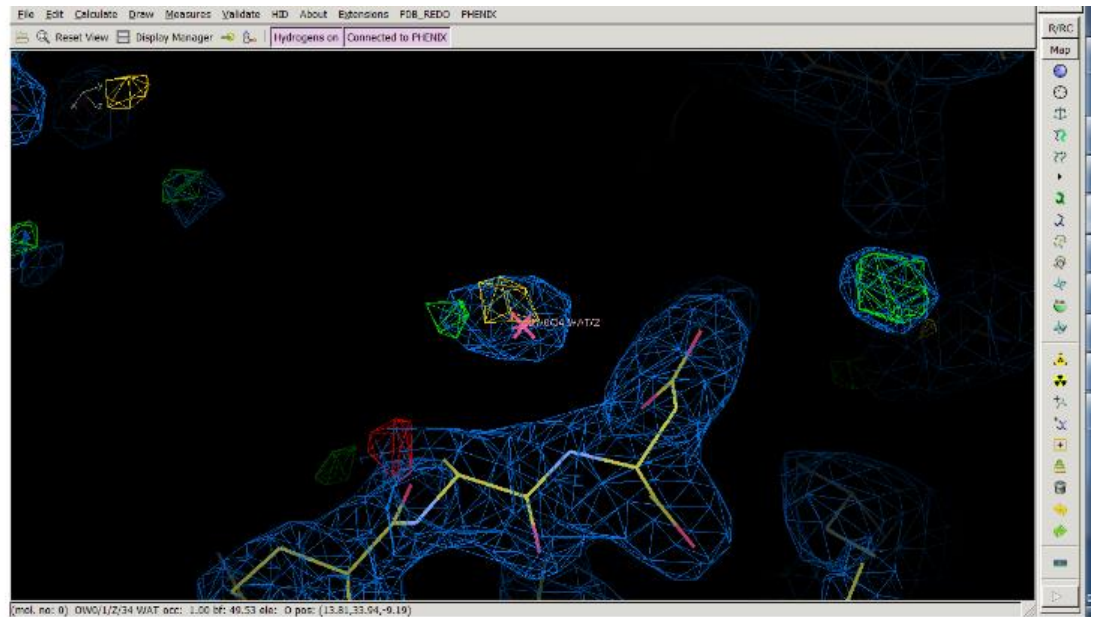 File Edit Calculate Draw Measures Validate HID About Extensions PDB_REDO PHENIX
R/RC
Reset View Display Manager Hydrogens on Connected to PHENIX
Map
(mol. no: 0) OW0/1/Z/34 WAT occ: 1.00 bf: 49.53 ele: O pos: (13.81,33.94,-9.19)